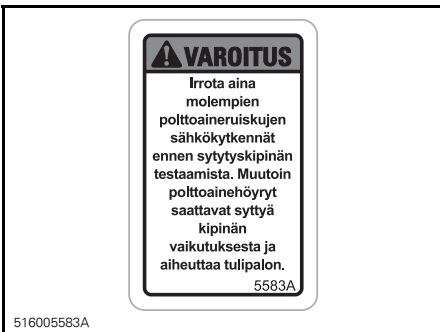 VAROITUS
Irrota aina
molempien
polttoaineruiskujen
sähkökytkennät
ennen sytytyskipinän
testaamista. Muutoin
polttoainehöyryt
saattavat syttyä
kipinän
vaikutuksesta ja
aiheuttaa tulipalon.
5583A
516005583A